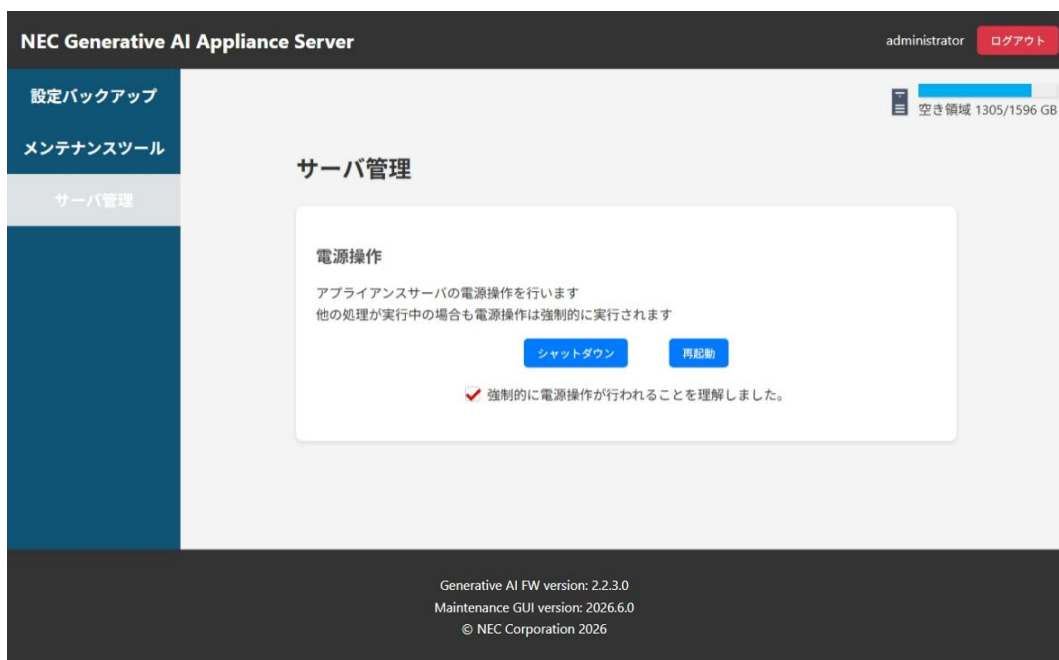 NEC Generative AI Appliance Server
administrator
ログアウト
設定バックアップ
メンテナンスツール
サーバ管理
空き領域 1305/1596 GB
サーバ管理
電源操作
アプライアンスサーバの電源操作を行います
他の処理が実行中の場合も電源操作は強制的に実行されます
シャットダウン
再起動
強制的に電源操作が行われることを理解しました。
Generative AI FW version: 2.2.3.0
Maintenance GUI version: 2026.6.0
© NEC Corporation 2026